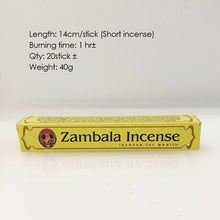 Length: 14cm/stick (Short incense)
Burning time: 1 hr±
Qty: 20stick ±
Weight: 40g
Zambala Incense
incense for wealth